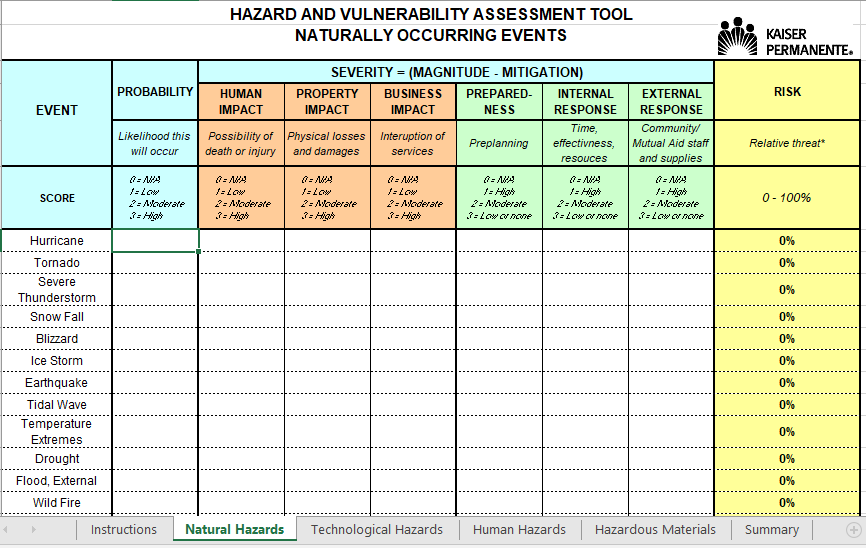 HAZARD AND VULNERABILITY ASSESSMENT TOOL
NATURALLY OCCURRING EVENTS
KAISER
PERMANENTE®
SEVERITY = (MAGNITUDE - MITIGATION)
EVENT
PROBABILITY
HUMAN
IMPACT
PROPERTY
IMPACT
BUSINESS
IMPACT
PREPARED-
NESS
INTERNAL
RESPONSE
EXTERNAL
RESPONSE
RISK
Likelihood this
will occur
Possibility of
death or injury
Physical losses
and damages
Interuption of
services
Preplanning
Time,
effectivness,
resouces
Community/
Mutual Aid staff
and supplies
Relative threat*
SCORE
0 = N/A
1 = Low
2 = Moderate
3 = High
0 = N/A
1 = Low
2 = Moderate
3 = High
0 = N/A
1 = Low
2 = Moderate
3 = High
0 = N/A
1 = Low
2 = Moderate
3 = High
0 = N/A
1 = High
2 = Moderate
3 = Low or none
0 = N/A
1 = High
2 = Moderate
3 = Low or none
0 = N/A
1 = High
2 = Moderate
3 = Low or none
0 - 100%
Hurricane 0%
Tornado 0%
Severe
Thunderstorm 0%
Snow Fall 0%
Blizzard 0%
Ice Storm 0%
Earthquake 0%
Tidal Wave 0%
Temperature
Extremes 0%
Drought 0%
Flood, External 0%
Wild Fire 0%
Instructions Natural Hazards Technological Hazards Human Hazards Hazardous Materials Summary